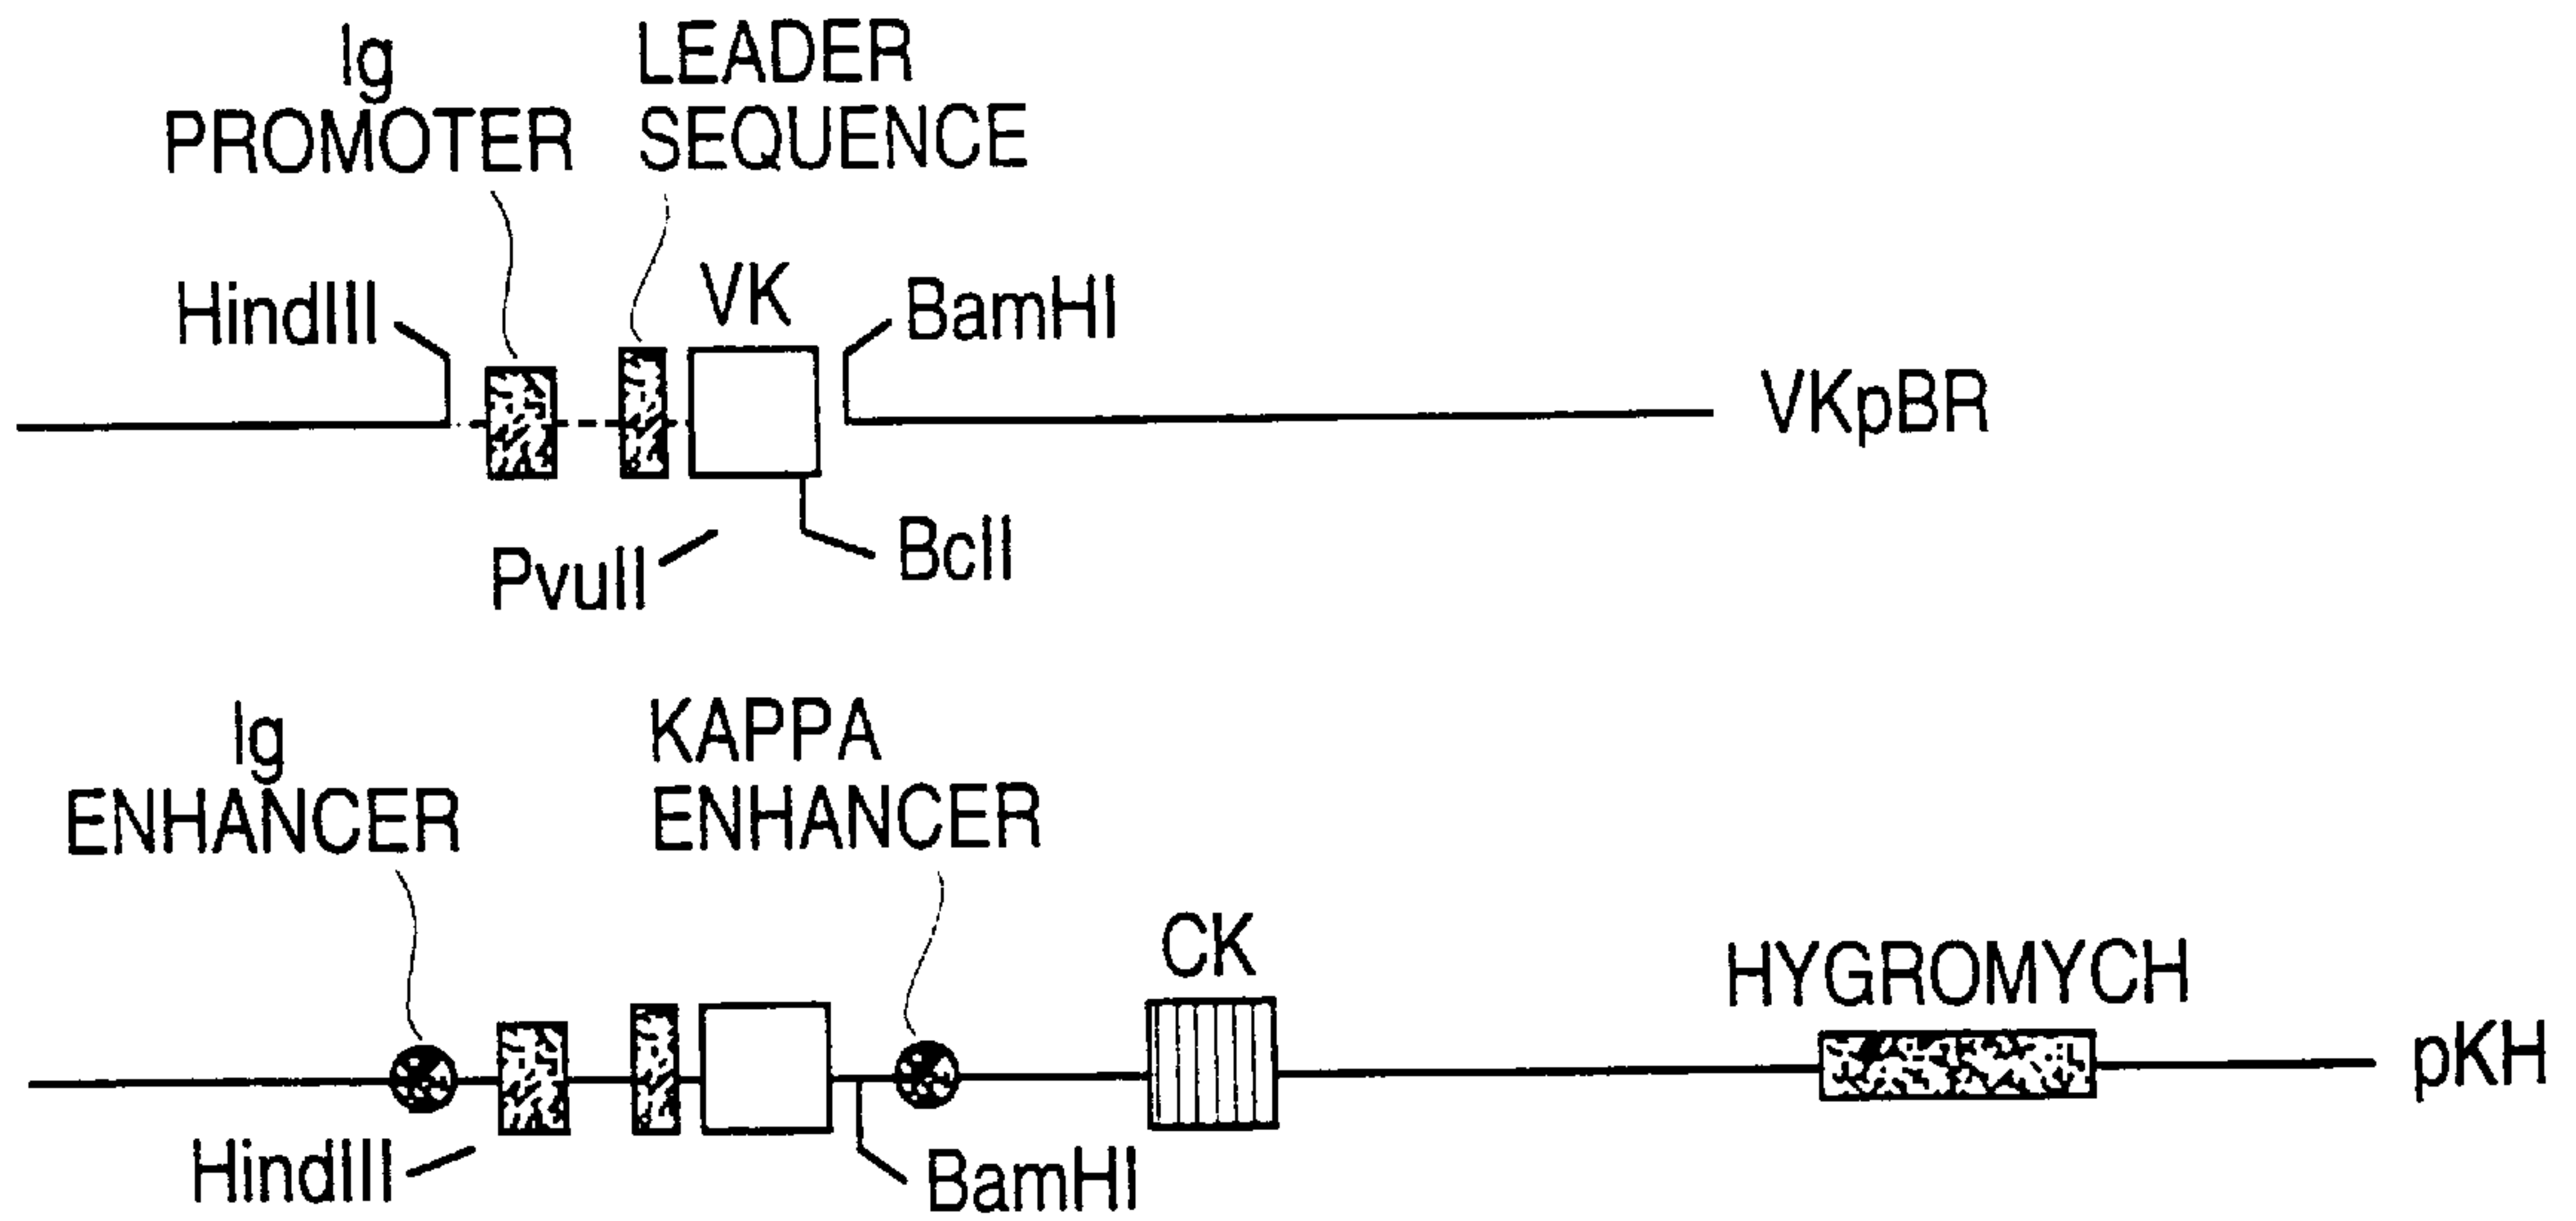 Ig
PROMOTER
LEADER
SEQUENCE
HindIII
VK
BamHI
VKpBR
PvuII
BclI
Ig
ENHANCER
KAPPA
ENHANCER
CK
HYGROMYCH
pKH
HindIII
BamHI